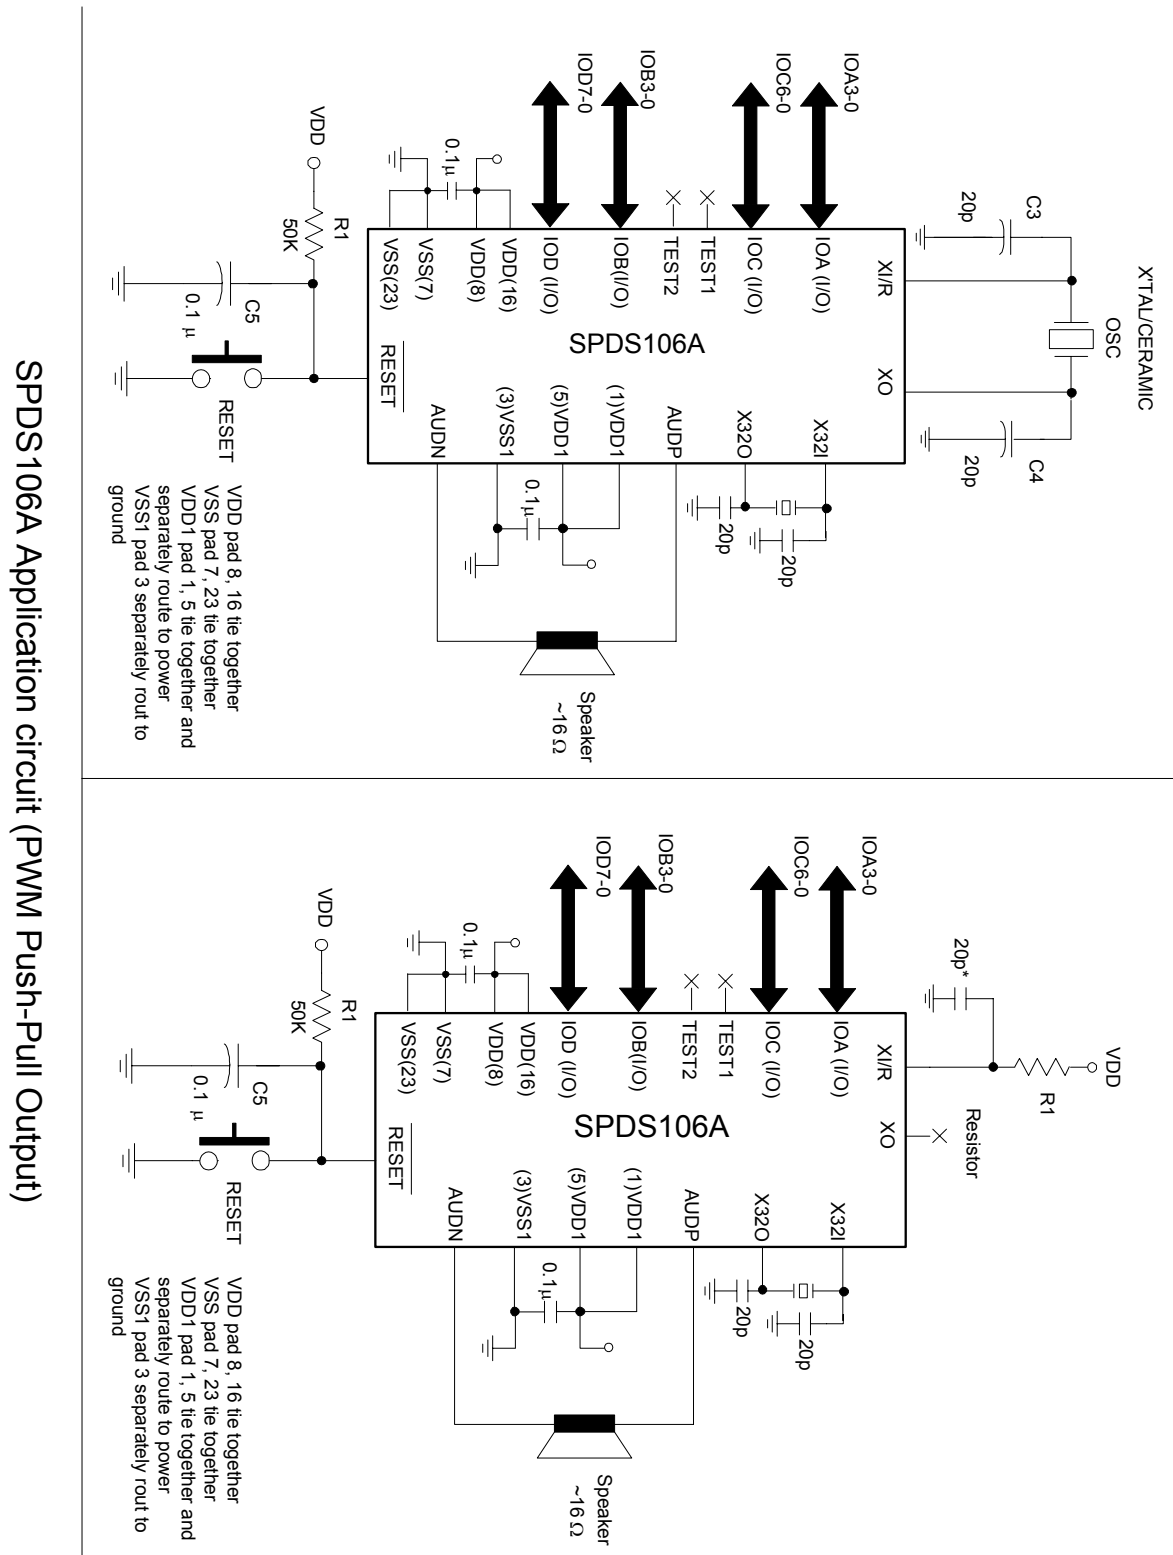 SPDS106A Application circuit (PWM Push-Pull Output)
XTAL/CERAMIC
OSC
C3
20p
C4
20p
XI/R
XO
IOA3-0
IOA (I/O)
IOC6-0
IOC (I/O)
TEST1
TEST2
IOB3-0
IOB(I/O)
IOD7-0
IOD (I/O)
VDD(16)
VDD(8)
0.1μ
VSS(7)
VSS(23)
SPDS106A
X32I
X32O
20p
20p
AUDP
(1)VDD1
(5)VDD1
(3)VSS1
0.1μ
AUDN
Speaker
~16 Ω
VDD
R1
50K
RESET
C5
0.1 μ
RESET
VDD pad 8, 16 tie together
VSS pad 7, 23 tie together
VDD1 pad 1, 5 tie together and
separately route to power
VSS1 pad 3 separately rout to
ground
VDD
R1
Resistor
20p*
XI/R
XO
IOA3-0
IOA (I/O)
IOC6-0
IOC (I/O)
TEST1
TEST2
IOB3-0
IOB(I/O)
IOD7-0
IOD (I/O)
VDD(16)
VDD(8)
0.1μ
VSS(7)
VSS(23)
SPDS106A
X32I
X32O
20p
20p
AUDP
(1)VDD1
(5)VDD1
(3)VSS1
0.1μ
AUDN
Speaker
~16 Ω
VDD
R1
50K
RESET
C5
0.1 μ
RESET
VDD pad 8, 16 tie together
VSS pad 7, 23 tie together
VDD1 pad 1, 5 tie together and
separately route to power
VSS1 pad 3 separately rout to
ground